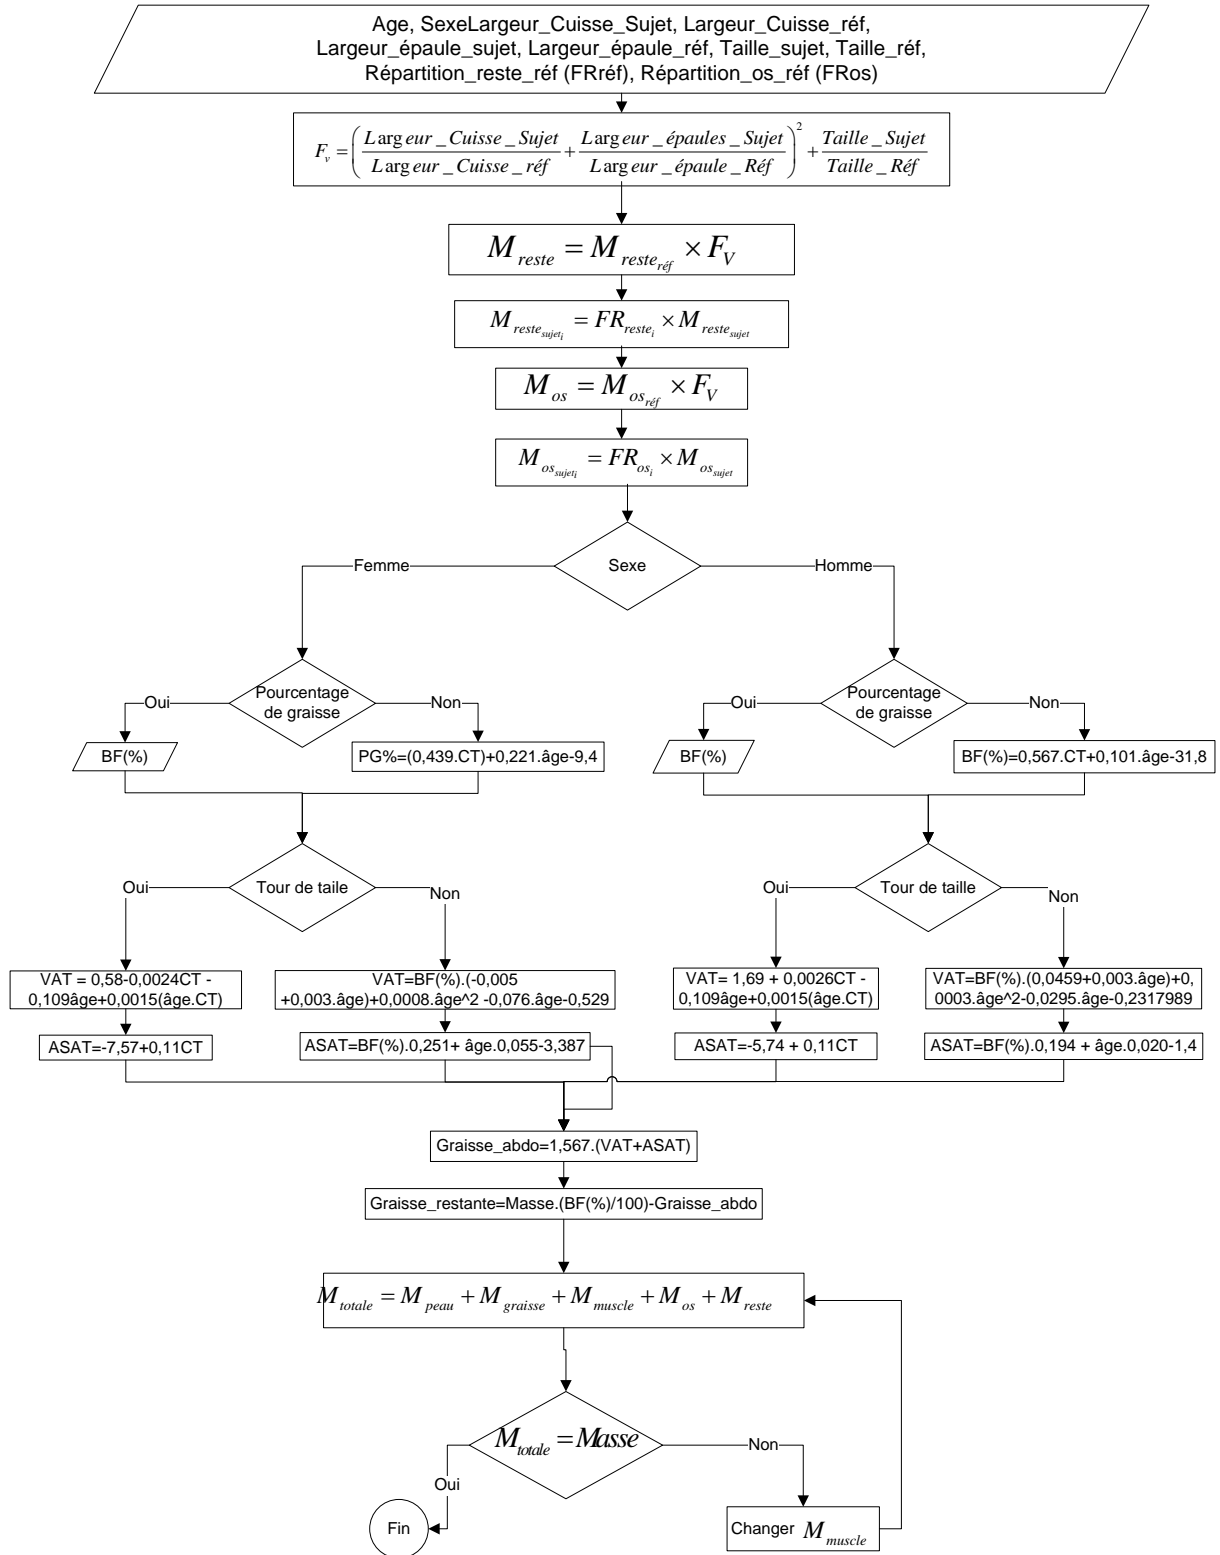 Age, SexeLargeur_Cuisse_Sujet, Largeur_Cuisse_réf,
Largeur_épaule_sujet, Largeur_épaule_réf, Taille_sujet, Taille_réf,
Répartition_reste_réf (FRréf), Répartition_os_réf (FRos)
F_v = (Largeur_Cuisse_Sujet / Largeur_Cuisse_réf + Largeur_épaules_Sujet / Largeur_épaule_Réf)^2 + Taille_Sujet / Taille_Réf
M_reste = M_reste_réf × F_V
M_reste_sujet_i = FR_reste_i × M_reste_sujet
M_os = M_os_réf × F_V
M_os_sujet_i = FR_os_i × M_os_sujet
Femme
Sexe
Homme
Oui
Pourcentage
de graisse
Non
BF(%)
PG%=(0,439.CT)+0,221.âge-9,4
Oui
Pourcentage
de graisse
Non
BF(%)
BF(%)=0,567.CT+0,101.âge-31,8
Oui
Tour de taile
Non
Oui
Tour de taille
Non
VAT = 0,58-0,0024CT -
0,109âge+0,0015(âge.CT)
VAT=BF(%).(-0,005
+0,003.âge)+0,0008.âge^2 -0,076.âge-0,529
VAT= 1,69 + 0,0026CT -
0,109âge+0,0015(âge.CT)
VAT=BF(%).(0,0459+0,003.âge)+0,
0003.âge^2-0,0295.âge-0,2317989
ASAT=-7,57+0,11CT
ASAT=BF(%).0,251+ âge.0,055-3,387
ASAT=-5,74 + 0,11CT
ASAT=BF(%).0,194 + âge.0,020-1,4
Graisse_abdo=1,567.(VAT+ASAT)
Graisse_restante=Masse.(BF(%)/100)-Graisse_abdo
M_totale = M_peau + M_graisse + M_muscle + M_os + M_reste
M_totale = Masse
Non
Oui
Fin
Changer M_muscle